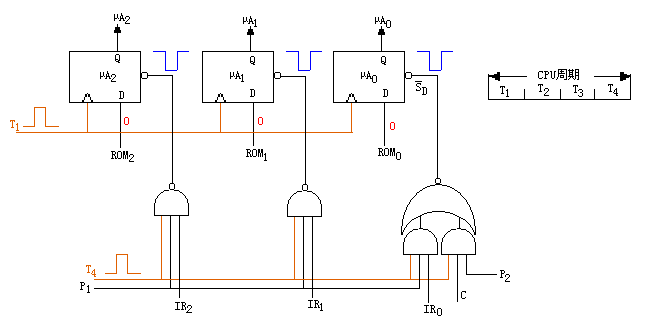 μA2 μA1 μA0
Q Q Q
μA2 μA1 μA0
CPU周期
S̅D
D D D
T1 T2 T3 T4
T1
0 0 0
ROM2 ROM1 ROM0
T4
P1
P2
IR2 IR1 IR0 C